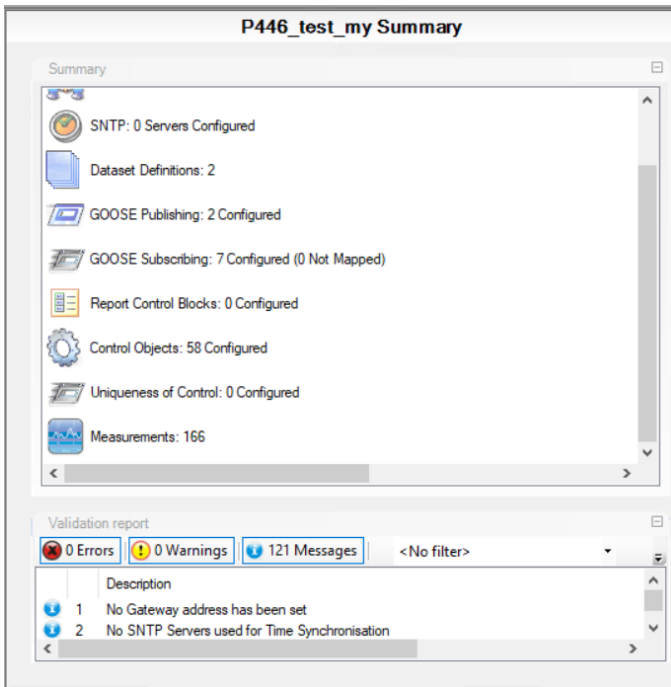 P446_test_my Summary
Summary
SNTP: 0 Servers Configured
Dataset Definitions: 2
GOOSE Publishing: 2 Configured
GOOSE Subscribing: 7 Configured (0 Not Mapped)
Report Control Blocks: 0 Configured
Control Objects: 58 Configured
Uniqueness of Control: 0 Configured
Measurements: 166
Validation report
0 Errors 0 Warnings 121 Messages <No filter>
Description
1 No Gateway address has been set
2 No SNTP Servers used for Time Synchronisation